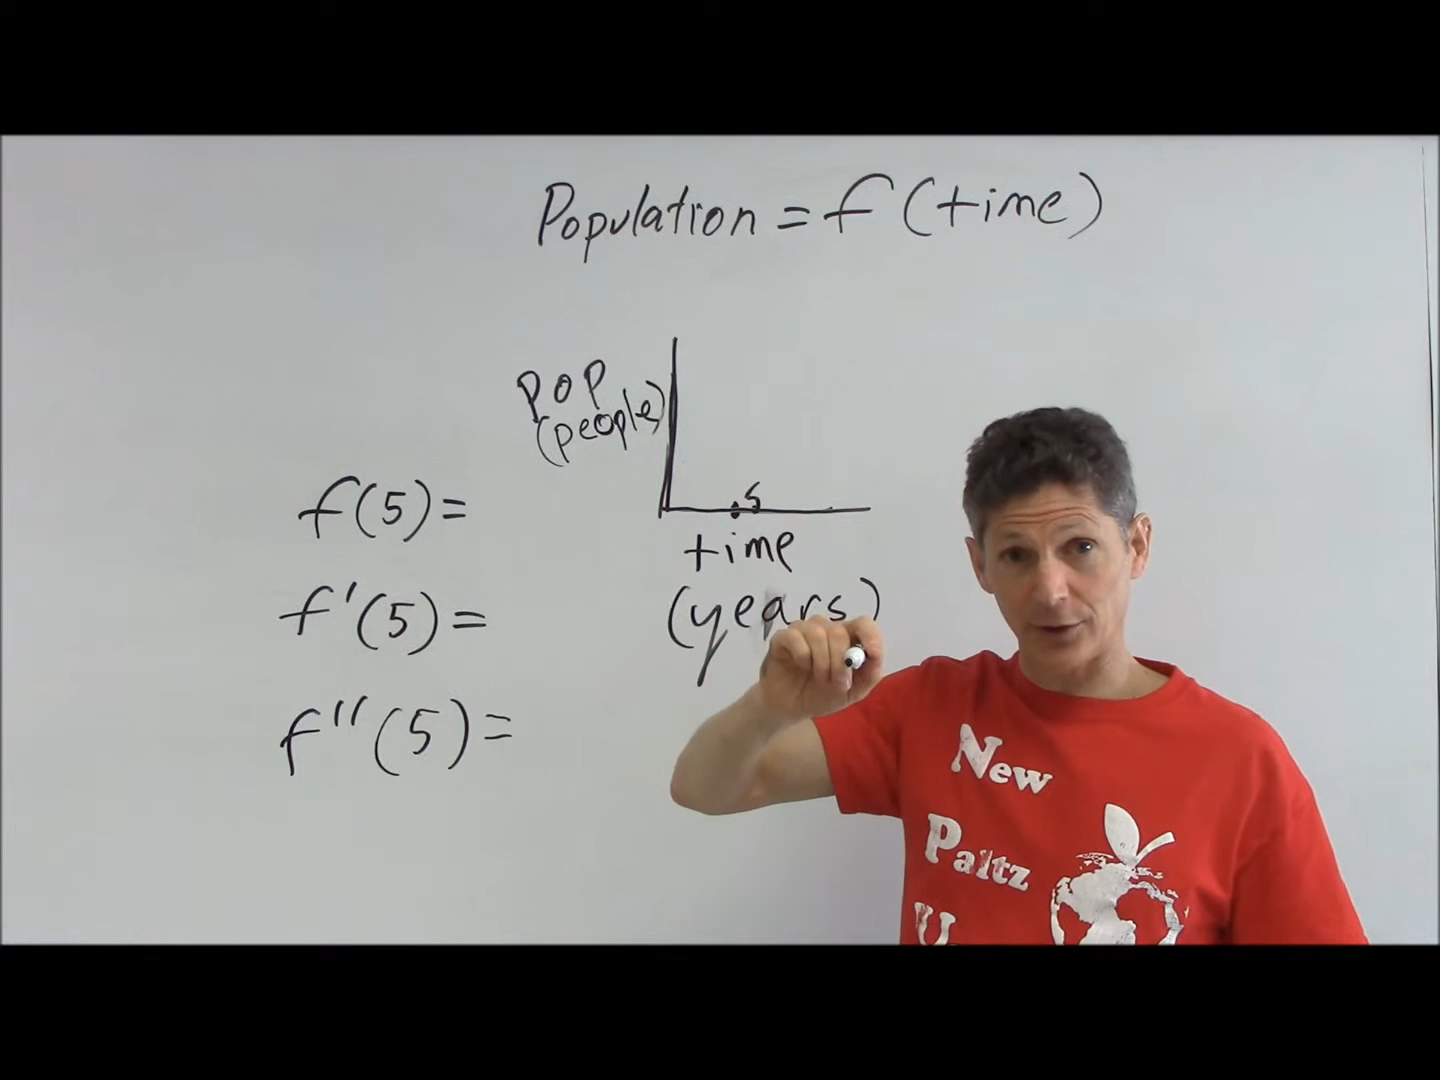 Population = f(time)
pop
(people)
5
time
(years)
f(5)=
f'(5)=
f''(5)=
New
Paltz